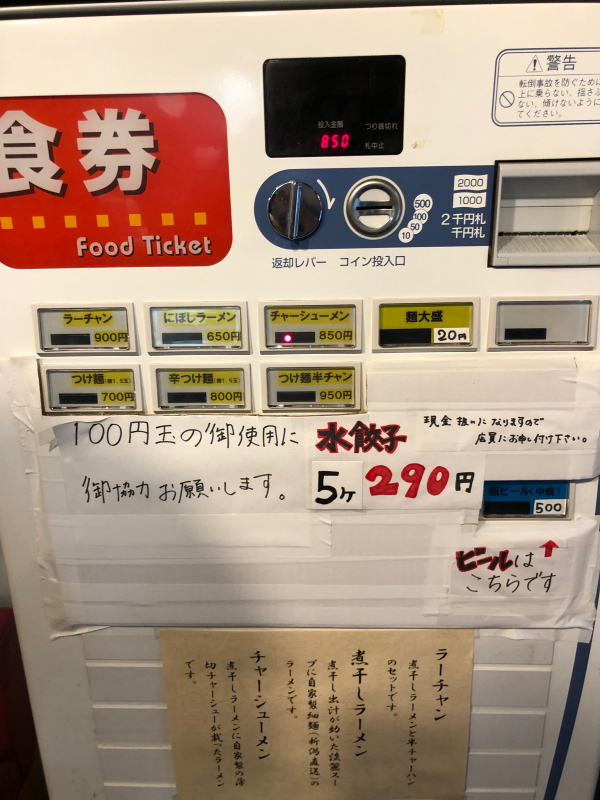 警告
転倒事故を防ぐため
上に乗らない、揺さぶ
ない、傾けないように
てください。
投入金額
つり銭切れ
850
札中止
食券
Food Ticket
2000
1000
500
100
50
10
2千円札
千円札
返却レバー
コイン投入口
ラーチャン
900円
にぼしラーメン
650円
チャーシューメン
850円
麺大盛
20円
つけ麺(麺1.5玉)
700円
辛つけ麺(麺1.5玉)
800円
つけ麺半チャン
950円
100円玉の御使用に
御協力お願いします。
水餃子
5ヶ 290円
現金扱いになりますので
店員にお申し付け下さい。
瓶ビール(中瓶)
500
ビールは
こちらです
ラーチャン
煮干しラーメンと半チャーハン
のセットです。
煮干しラーメン
煮干し出汁が効いた淡麗スー
プに自家製細麺(新潟直送)の
ラーメンです。
チャーシューメン
煮干しラーメンに自家製の薄
切チャーシューが載ったラーメン
です。